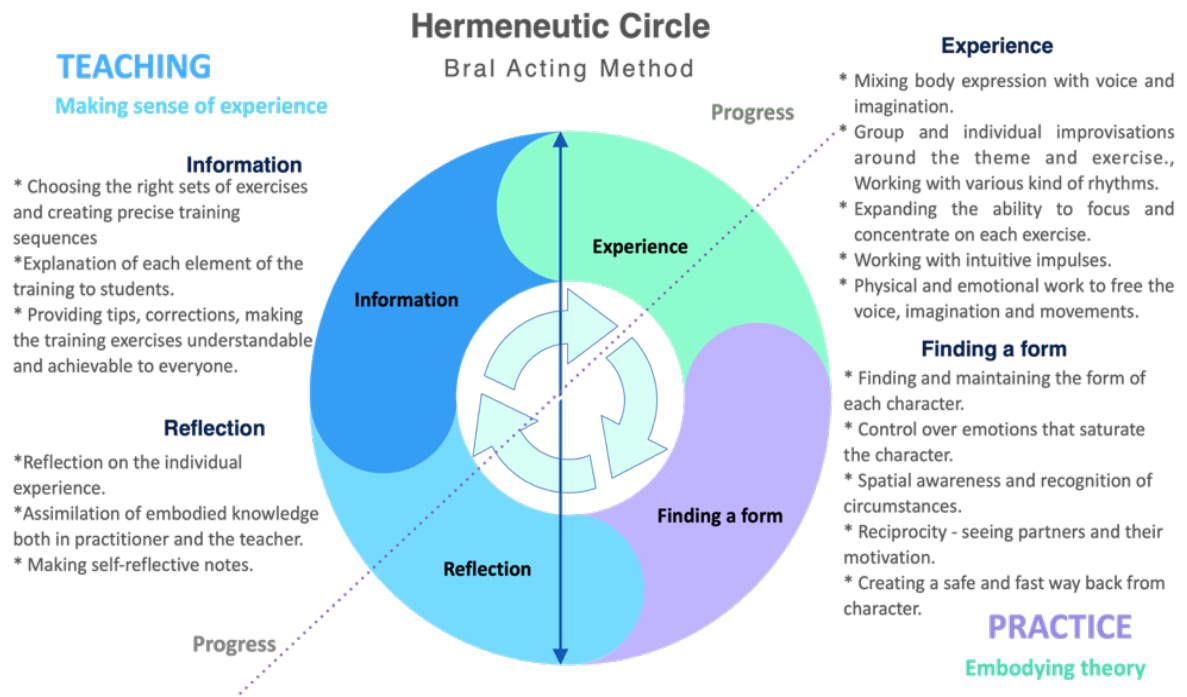 Hermeneutic Circle
Bral Acting Method
TEACHING
Making sense of experience
Information
* Choosing the right sets of exercises
and creating precise training
sequences
*Explanation of each element of the
training to students.
* Providing tips, corrections, making
the training exercises understandable
and achievable to everyone.
Reflection
*Reflection on the individual
experience.
*Assimilation of embodied knowledge
both in practitioner and the teacher.
* Making self-reflective notes.
Progress
Progress
Information
Experience
Finding a form
Reflection
Experience
* Mixing body expression with voice and
imagination.
* Group and individual improvisations
around the theme and exercise.,
Working with various kind of rhythms.
* Expanding the ability to focus and
concentrate on each exercise.
* Working with intuitive impulses.
* Physical and emotional work to free the
voice, imagination and movements.
Finding a form
* Finding and maintaining the form of
each character.
* Control over emotions that saturate
the character.
* Spatial awareness and recognition of
circumstances.
* Reciprocity - seeing partners and their
motivation.
* Creating a safe and fast way back from
character.
PRACTICE
Embodying theory